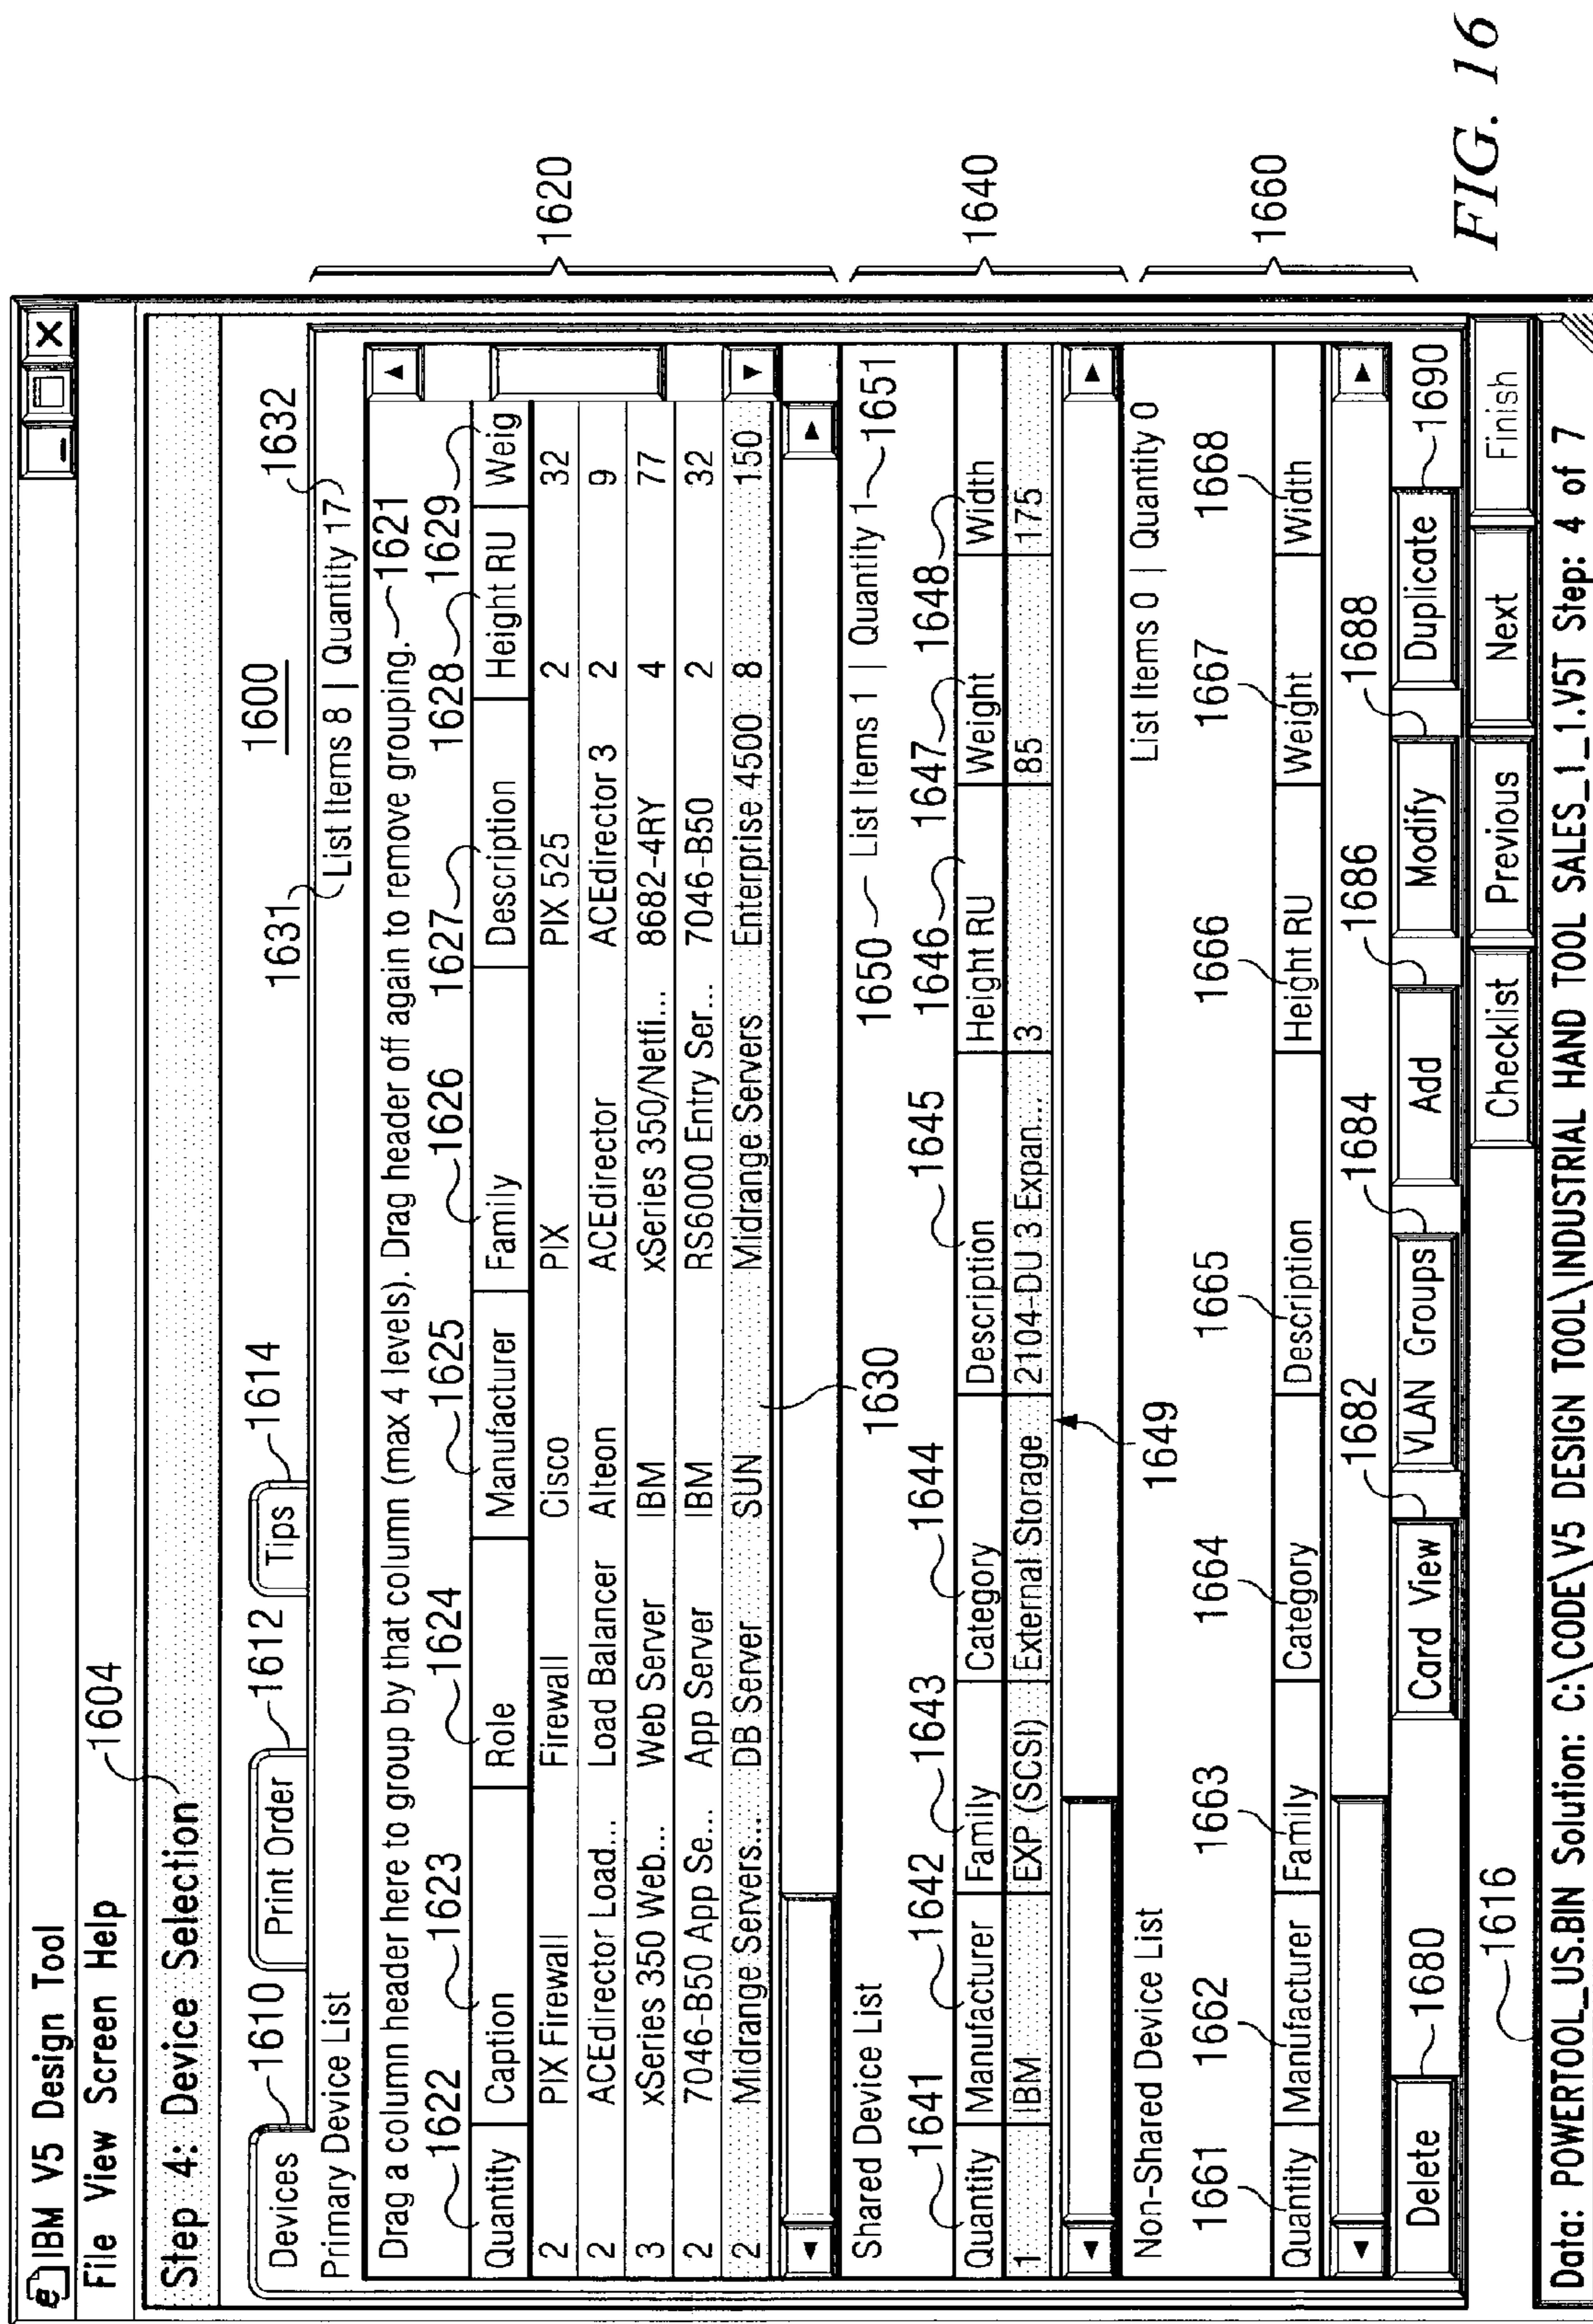 IBM V5 Design Tool
File View Screen Help
1604
Step 4: Device Selection
1600
Devices 1610 Print Order 1612 Tips 1614
1631 1632
Primary Device List List Items 8 | Quantity 17
Drag a column header here to group by that column (max 4 levels). Drag header off again to remove grouping. 1621
1622 1623 1624 1625 1626 1627 1628 1629
Quantity Caption Role Manufacturer Family Description Height RU Weig
2 PIX Firewall Firewall Cisco PIX PIX 525 2 32
2 ACEdirector Load... Load Balancer Alteon ACEdirector ACEdirector 3 2 9
3 xSeries 350 Web... Web Server IBM xSeries 350/Netfi... 8682-4RY 4 77
2 7046-B50 App Se... App Server IBM RS6000 Entry Ser... 7046-B50 2 32
2 Midrange Servers... DB Server SUN Midrange Servers Enterprise 4500 8 150
1620
1630
Shared Device List 1650 List Items 1 | Quantity 1 1651
1641 1642 1643 1644 1645 1646 1647 1648
Quantity Manufacturer Family Category Description Height RU Weight Width
1 IBM EXP (SCSI) External Storage 2104-DU 3 Expan... 3 85 175
1640
1649
Non-Shared Device List List Items 0 | Quantity 0
1661 1662 1663 1664 1665 1666 1667 1668
Quantity Manufacturer Family Category Description Height RU Weight Width
1660
1680 1682 1684 1686 1688 1690
Delete Card View VLAN Groups Add Modify Duplicate
1616 Checklist Previous Next Finish
Data: POWERTOOL_US.BIN Solution: C:\CODE\V5 DESIGN TOOL\INDUSTRIAL HAND TOOL SALES_1_1.V5T Step: 4 of 7
FIG. 16